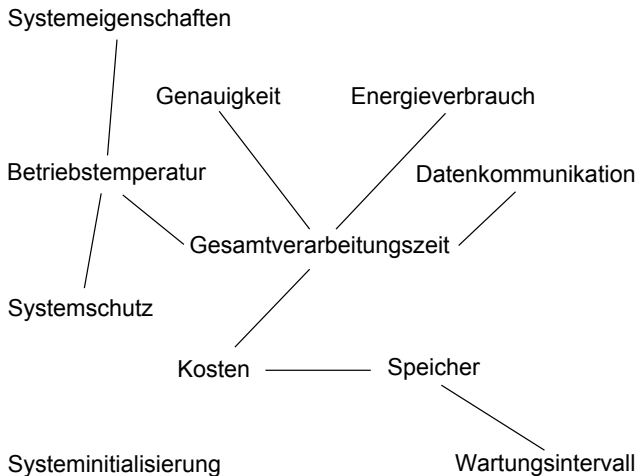 Systemeigenschaften
Genauigkeit
Energieverbrauch
Betriebstemperatur
Datenkommunikation
Gesamtverarbeitungszeit
Systemschutz
Kosten
Speicher
Systeminitialisierung
Wartungsintervall